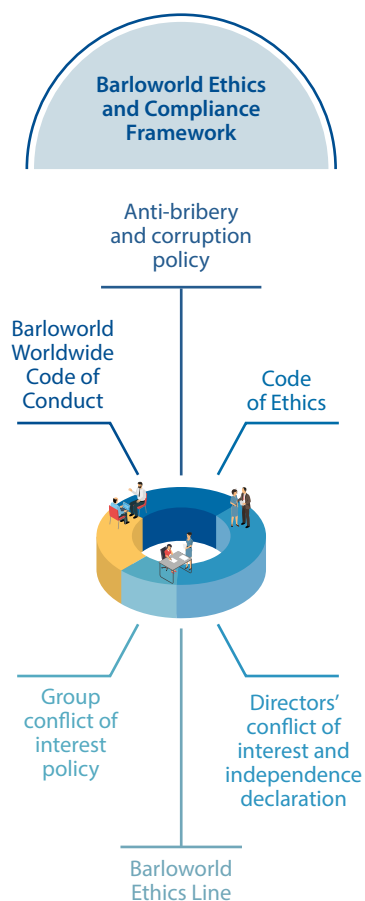 Barloworld Ethics
and Compliance
Framework
Anti-bribery
and corruption
policy
Barloworld
Worldwide
Code of
Conduct
Code
of Ethics
Group
conflict of
interest
policy
Directors’
conflict of
interest and
independence
declaration
Barloworld
Ethics Line